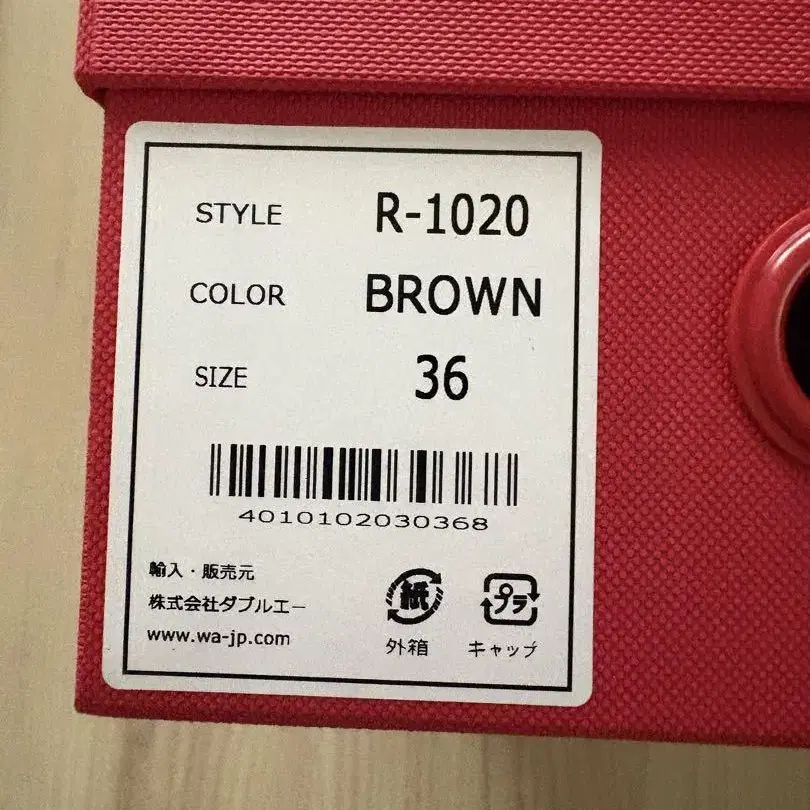 STYLE R-1020
COLOR BROWN
SIZE 36
4010102030368
輸入・販売元
株式会社ダブルエー
www.wa-jp.com
紙
外箱
プラ
キャップ